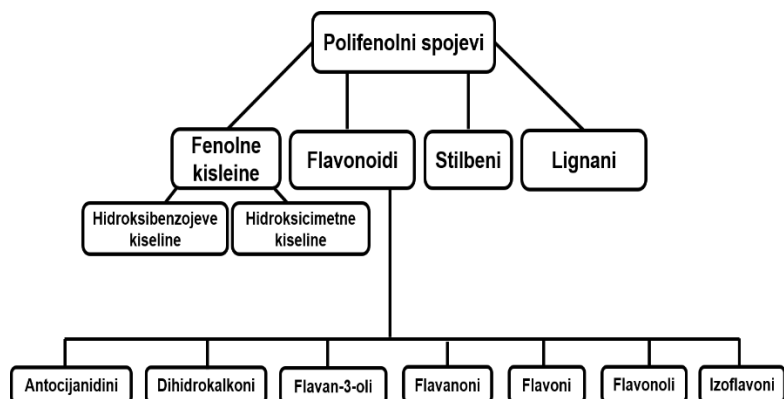 Polifenolni spojevi
Fenolne
kisleine
Flavonoidi
Stilbeni
Lignani
Hidroksibenzojeve
kiseline
Hidroksicimetne
kiseline
Antocijanidini
Dihidrokalkoni
Flavan-3-oli
Flavanoni
Flavoni
Flavonoli
Izoflavoni